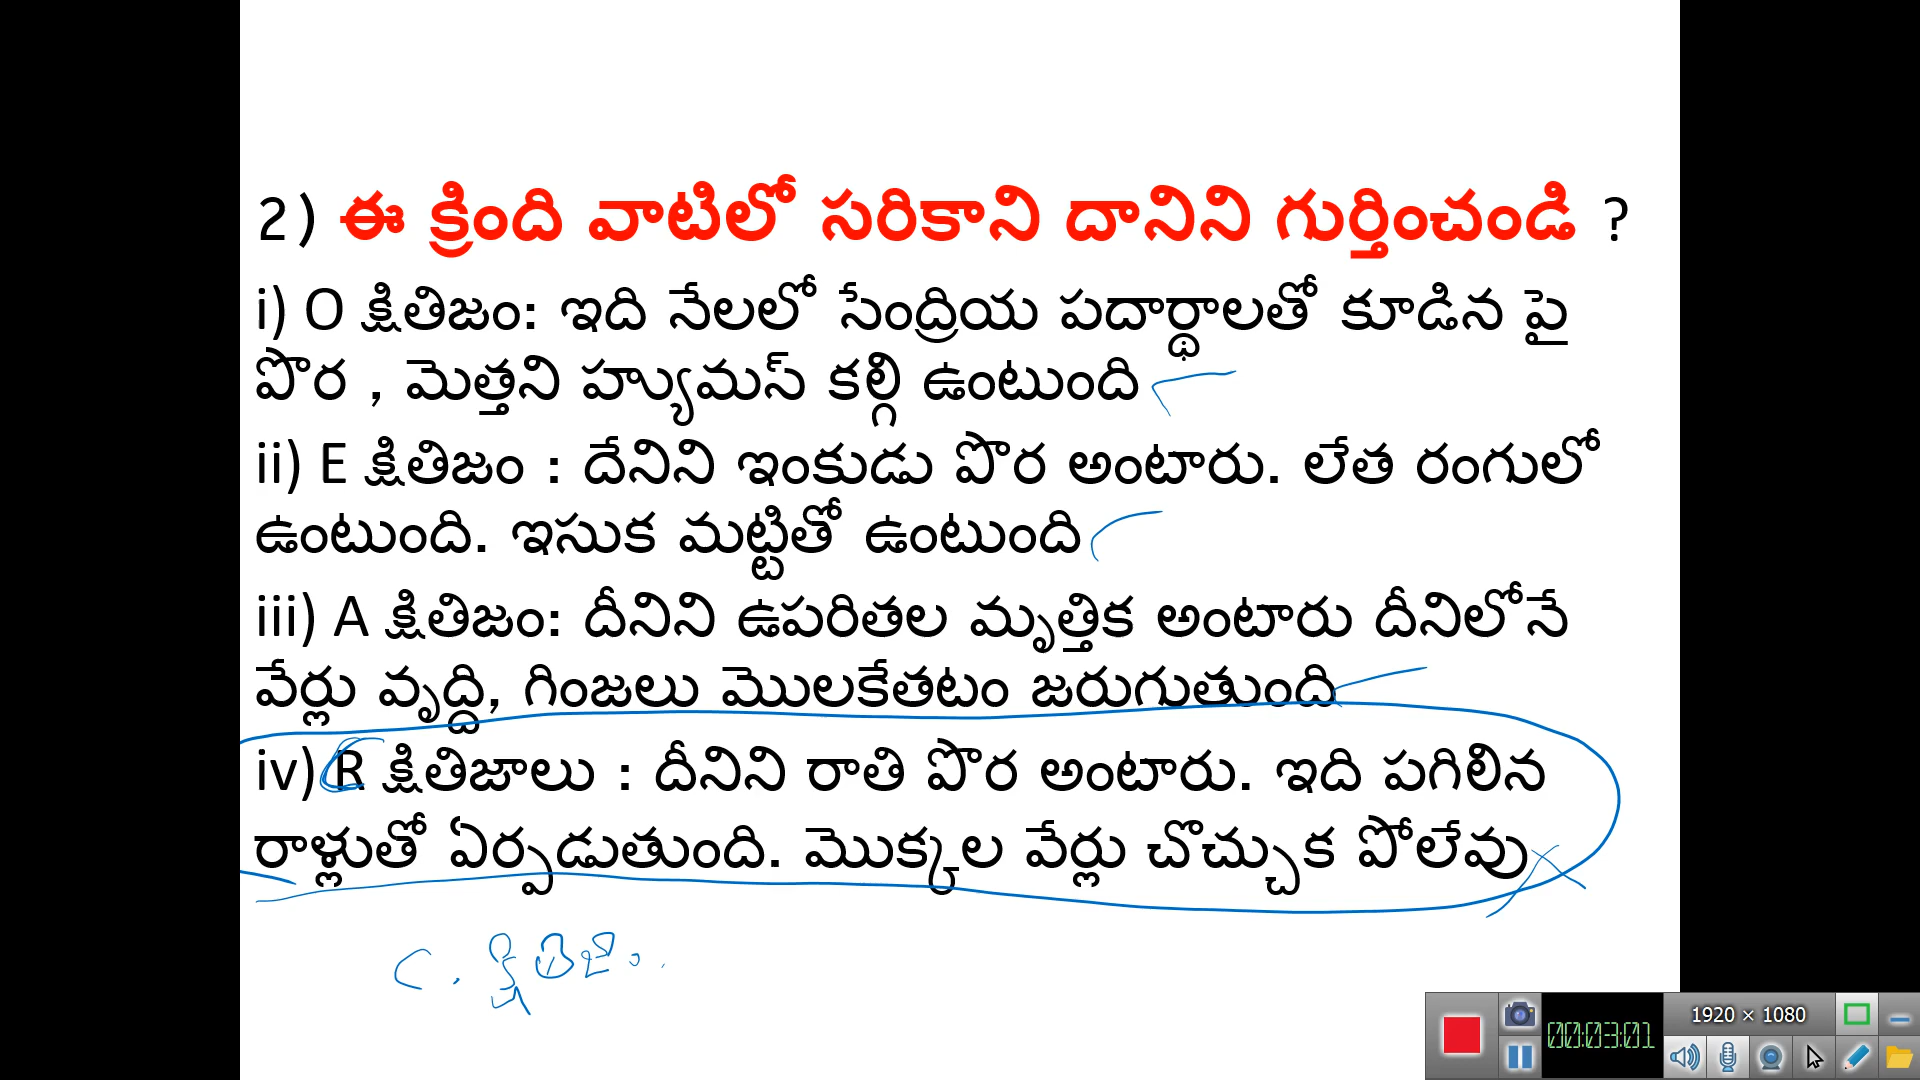 2) ఈ క్రింది వాటిలో సరికాని దానిని గుర్తించండి ?
i) O క్షితిజం: ఇది నేలలో సేంద్రియ పదార్థాలతో కూడిన పై
పొర , మెత్తని హ్యుమస్ కల్గి ఉంటుంది
ii) E క్షితిజం : దేనిని ఇంకుడు పొర అంటారు. లేత రంగులో
ఉంటుంది. ఇసుక మట్టితో ఉంటుంది
iii) A క్షితిజం: దీనిని ఉపరితల మృత్తిక అంటారు దీనిలోనే
వేర్లు వృద్ది, గింజలు మొలకేతటం జరుగుతుంది
iv) R క్షితిజాలు : దీనిని రాతి పొర అంటారు. ఇది పగిలిన
రాళ్లుతో ఏర్పడుతుంది. మొక్కల వేర్లు చొచ్చుక పోలేవు
C. క్షితిజం.
1920 × 1080
00:03:01